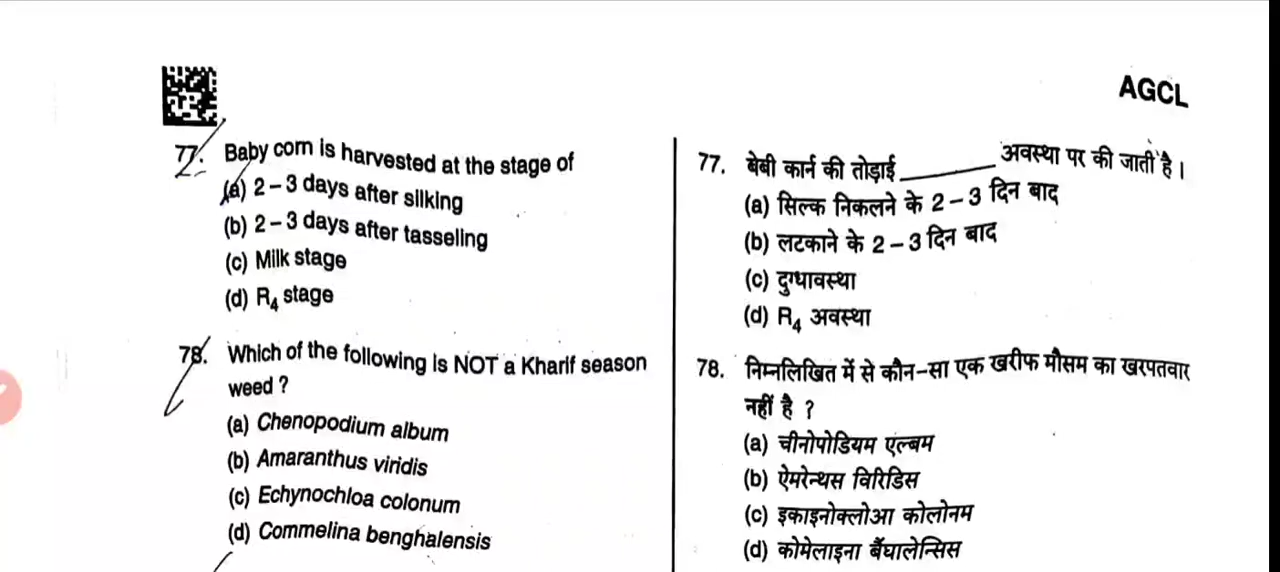 AGCL
77. Baby corn is harvested at the stage of
(a) 2 – 3 days after silking
(b) 2 – 3 days after tasseling
(c) Milk stage
(d) R₄ stage
78. Which of the following is NOT a Kharif season
weed ?
(a) Chenopodium album
(b) Amaranthus viridis
(c) Echynochloa colonum
(d) Commelina benghalensis
77. बेबी कार्न की तोड़ाई ________ अवस्था पर की जाती है।
(a) सिल्क निकलने के 2 – 3 दिन बाद
(b) लटकाने के 2 – 3 दिन बाद
(c) दुग्धावस्था
(d) R₄ अवस्था
78. निम्नलिखित में से कौन-सा एक खरीफ मौसम का खरपतवार
नहीं है ?
(a) चीनोपोडियम एल्बम
(b) ऐमरेन्थस विरिडिस
(c) इकाइनोक्लोआ कोलोनम
(d) कोमेलाइना बैंघालेन्सिस